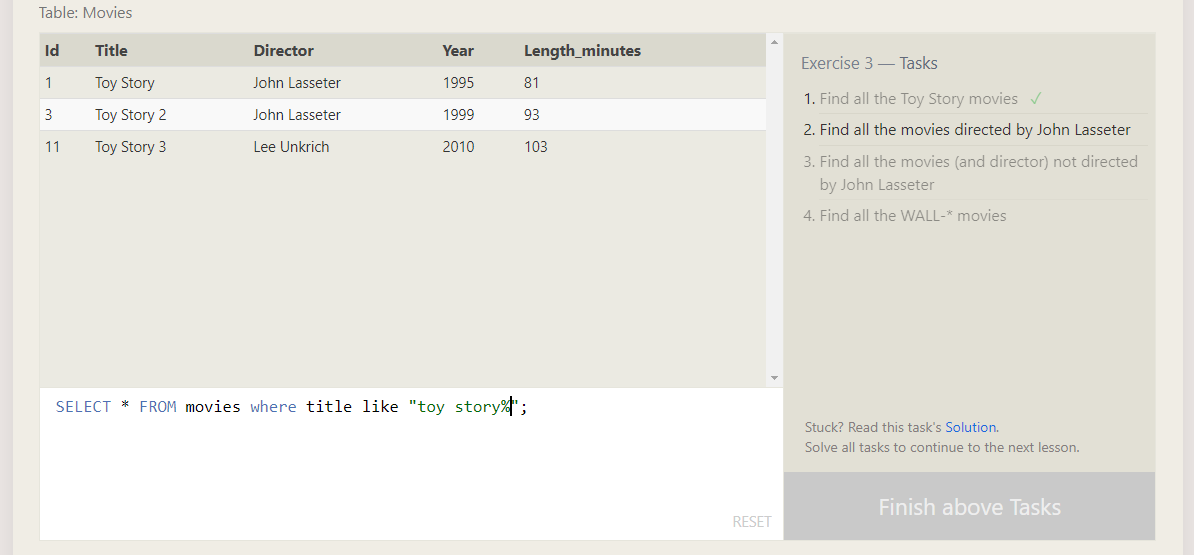 Table: Movies
Id Title Director Year Length_minutes
1 Toy Story John Lasseter 1995 81
3 Toy Story 2 John Lasseter 1999 93
11 Toy Story 3 Lee Unkrich 2010 103
SELECT * FROM movies where title like "toy story%";
RESET
Exercise 3 — Tasks
1. Find all the Toy Story movies ✓
2. Find all the movies directed by John Lasseter
3. Find all the movies (and director) not directed
by John Lasseter
4. Find all the WALL-* movies
Stuck? Read this task's Solution.
Solve all tasks to continue to the next lesson.
Finish above Tasks